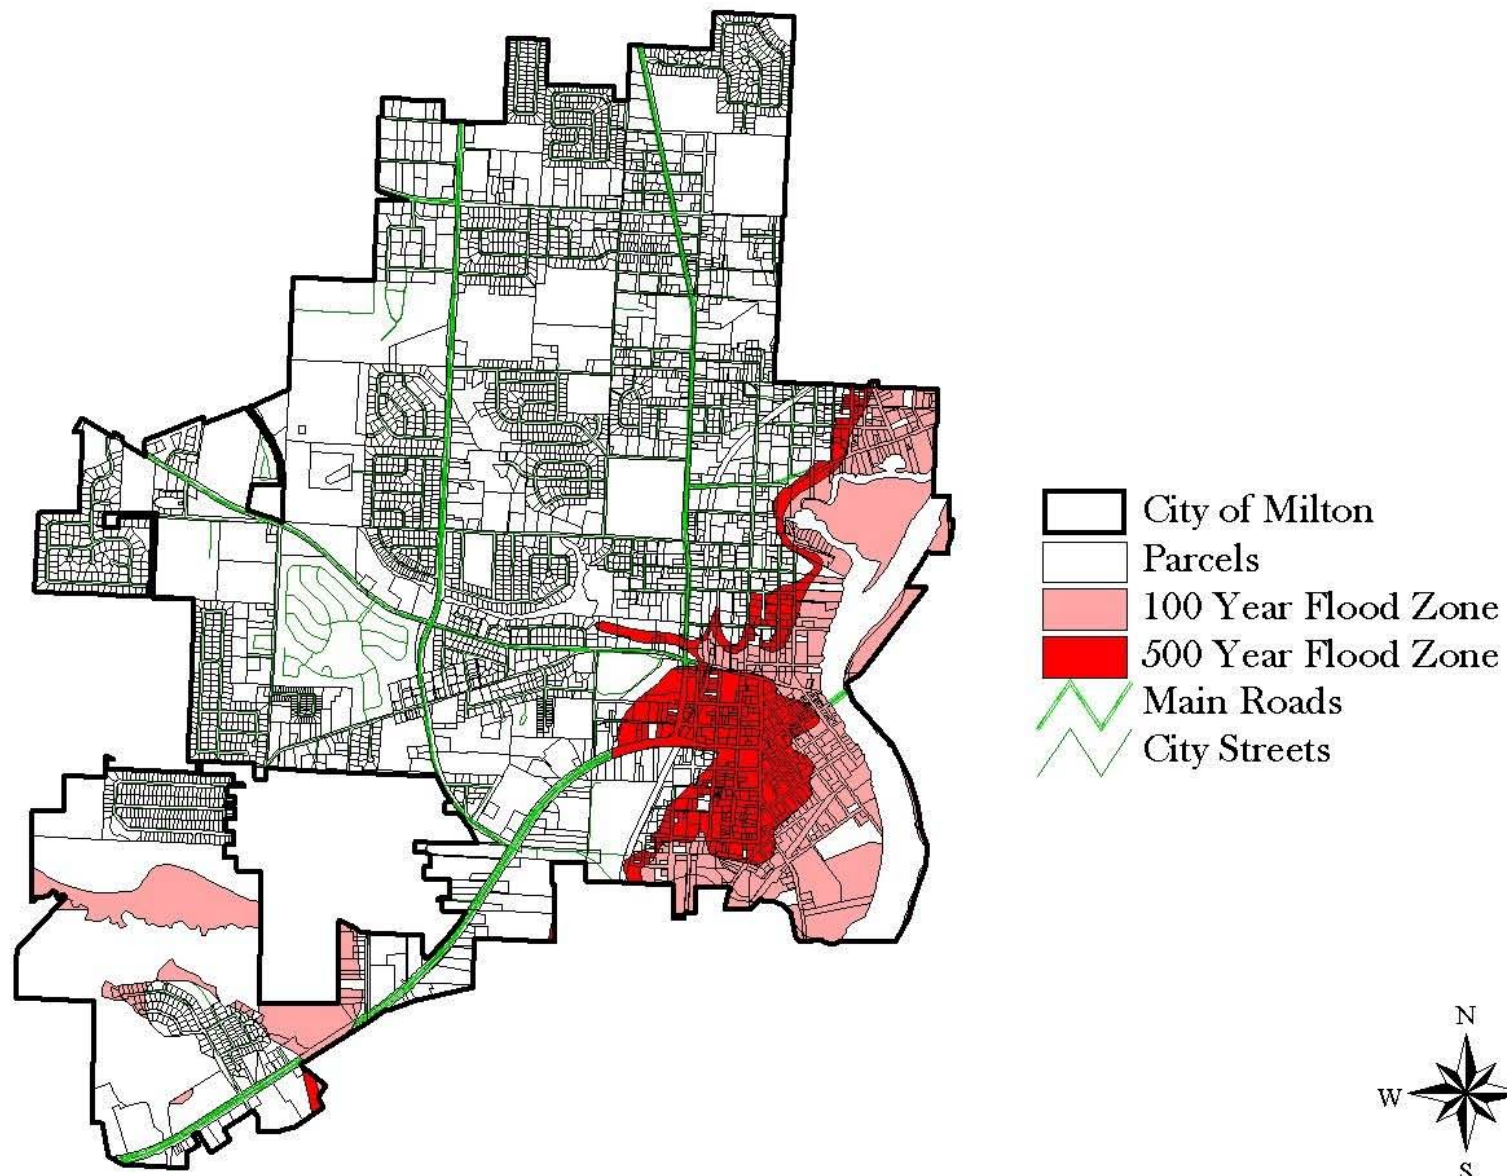 City of Milton
Parcels
100 Year Flood Zone
500 Year Flood Zone
Main Roads
City Streets
N
W
S